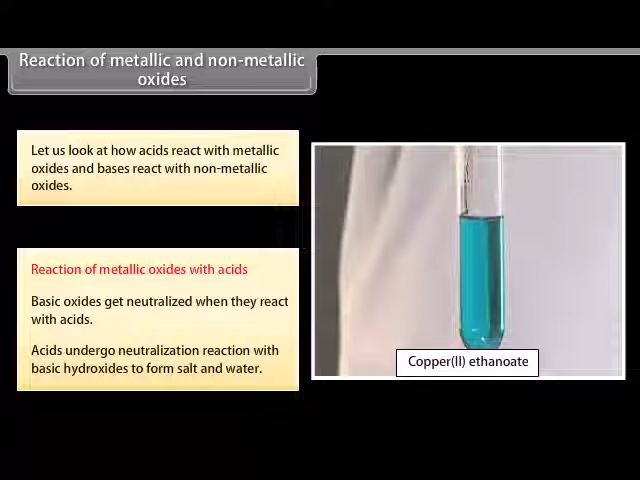 Reaction of metallic and non-metallic
oxides
Let us look at how acids react with metallic
oxides and bases react with non-metallic
oxides.
Reaction of metallic oxides with acids
Basic oxides get neutralized when they react
with acids.
Acids undergo neutralization reaction with
basic hydroxides to form salt and water.
Copper(II) ethanoate